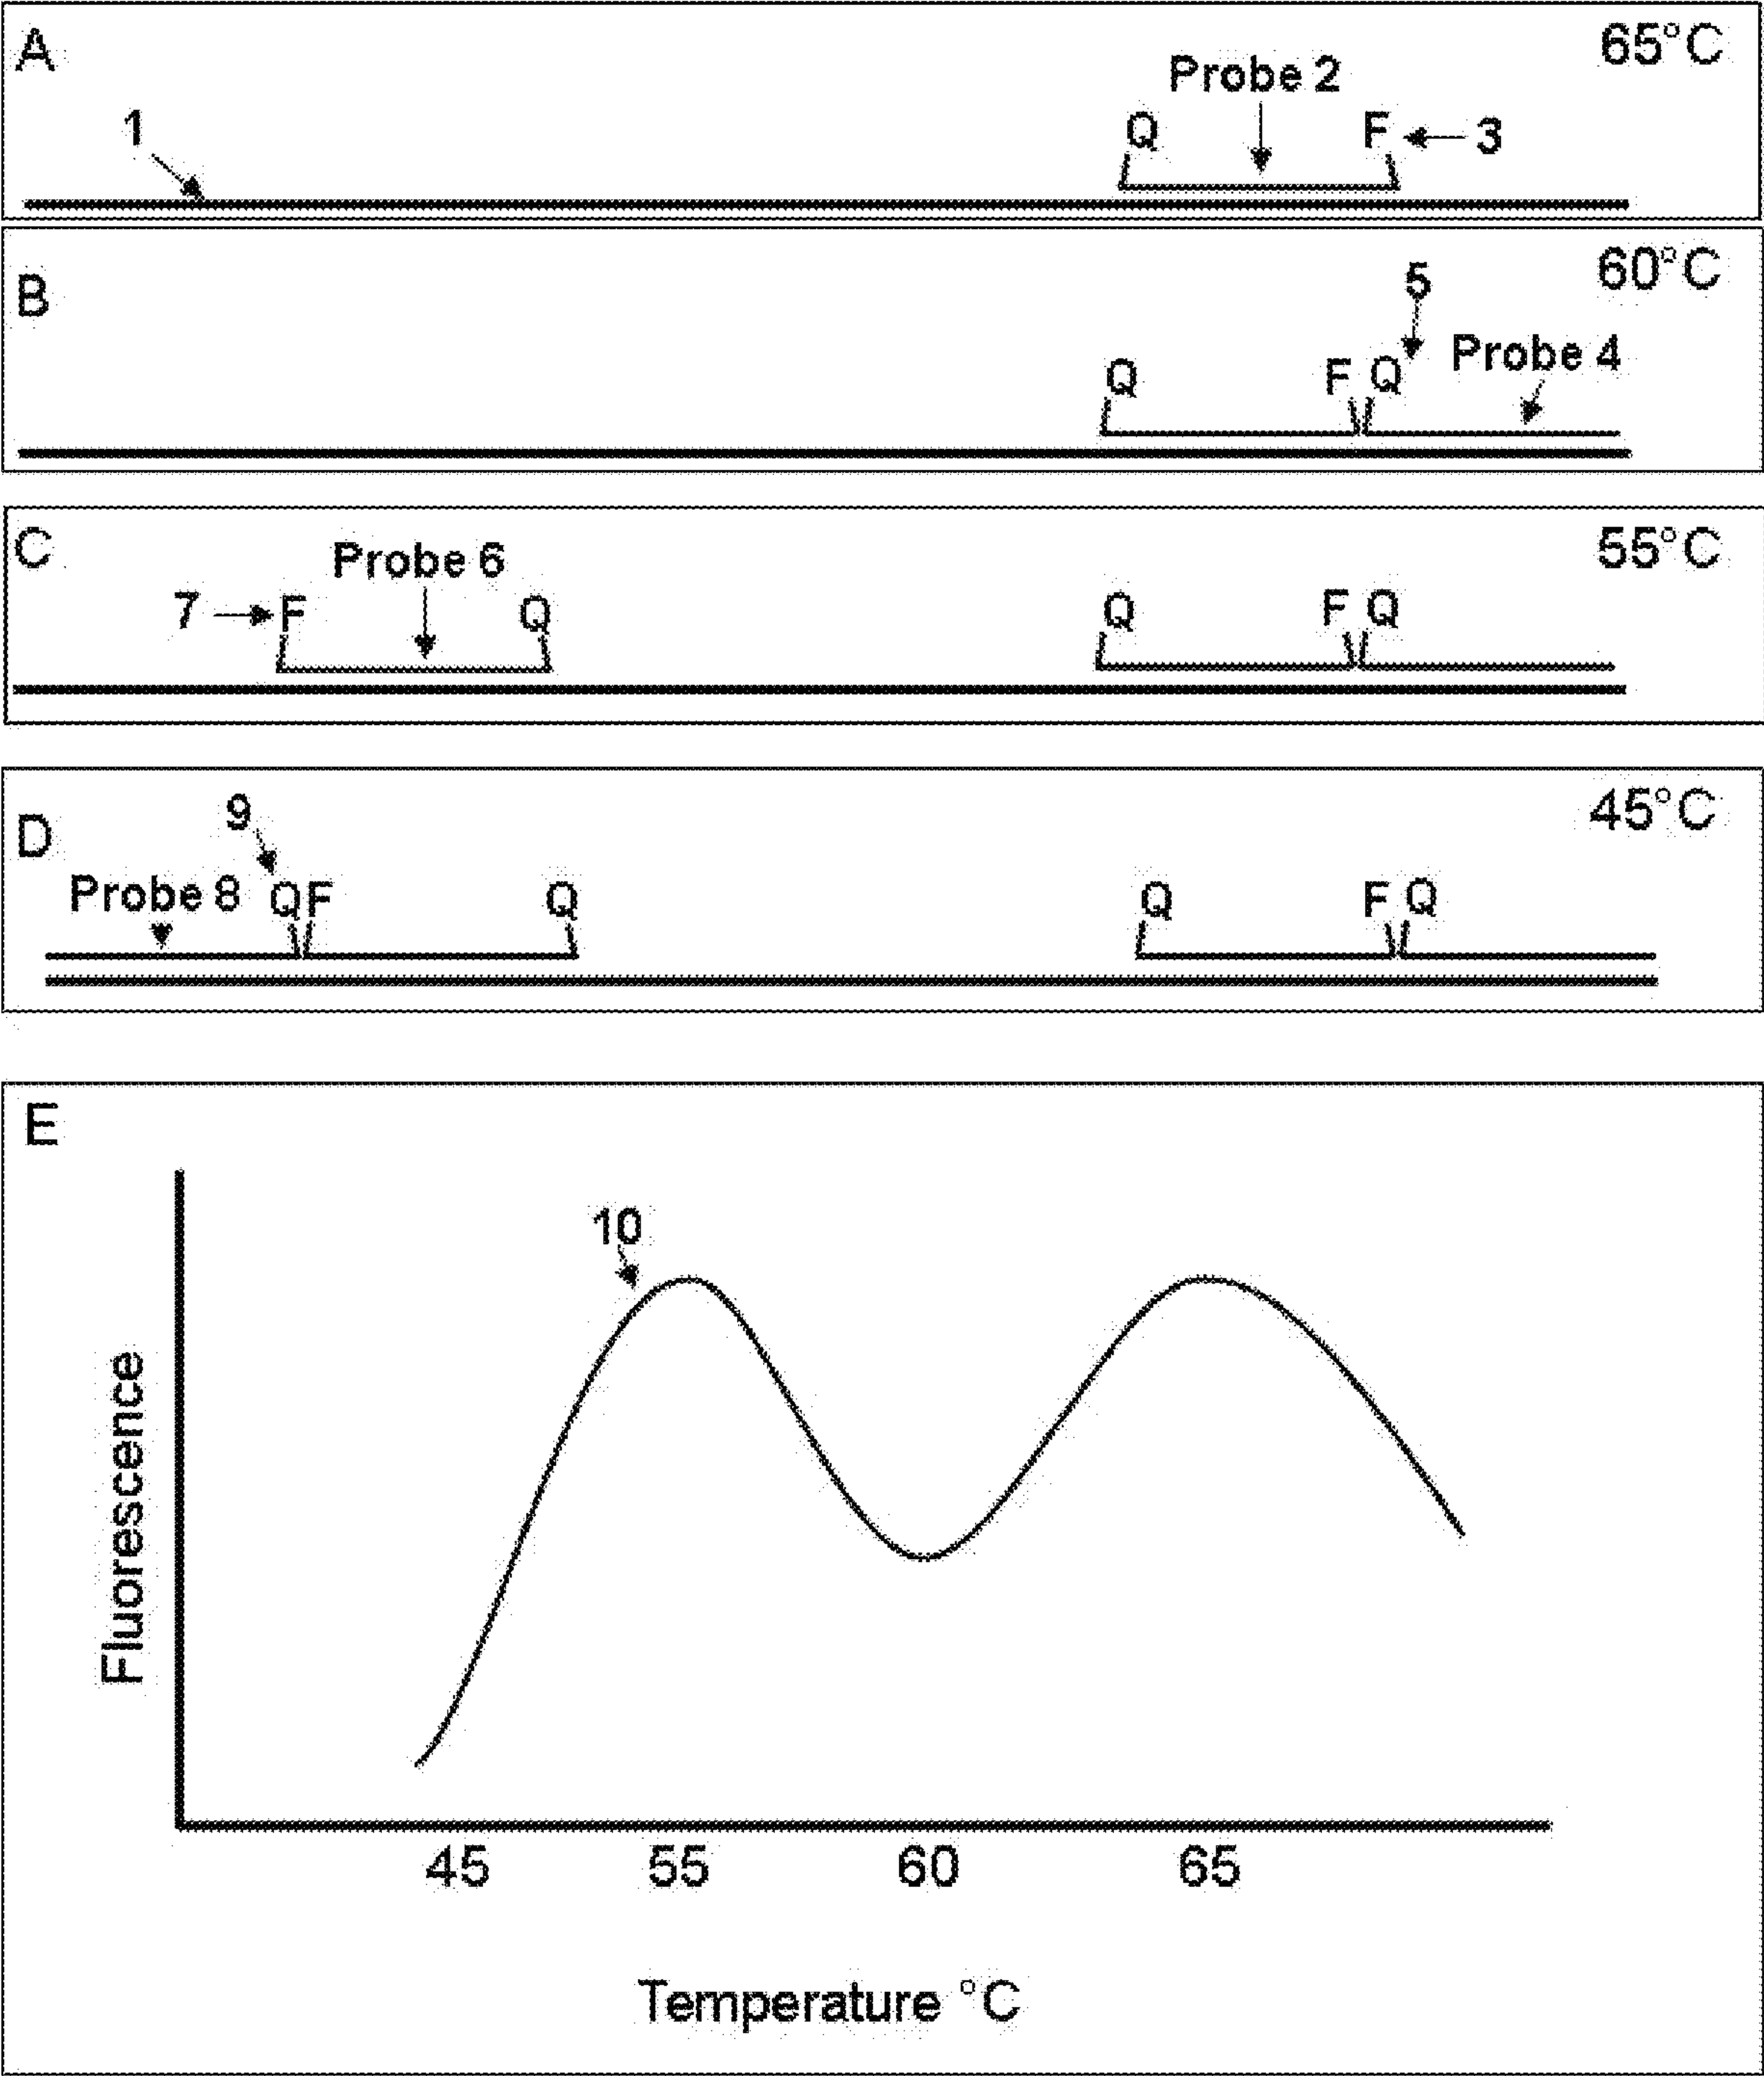 A
65°C
Probe 2
1
Q
F
3
B
60°C
5
Probe 4
Q
F Q
C
55°C
Probe 6
7
F
Q
Q
F Q
D
45°C
9
Probe 8
Q F
Q
Q
F Q
E
10
Fluorescence
45 55 60 65
Temperature °C